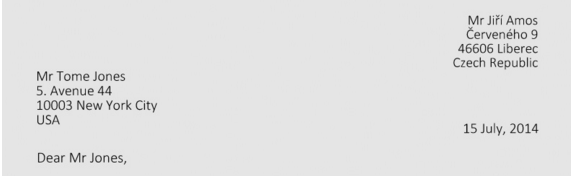 Mr Jiří Amos
Červeného 9
46606 Liberec
Czech Republic
Mr Tome Jones
5. Avenue 44
10003 New York City
USA
15 July, 2014
Dear Mr Jones,